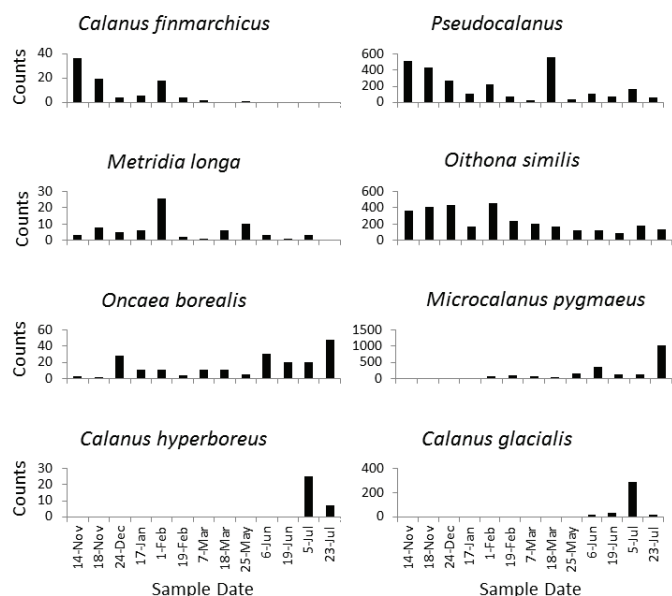 Calanus finmarchicus
Counts
40
20
0
Pseudocalanus
600
400
200
0
Metridia longa
Counts
30
20
10
0
Oithona similis
600
400
200
0
Oncaea borealis
Counts
60
40
20
0
Microcalanus pygmaeus
1500
1000
500
0
Calanus hyperboreus
Counts
30
20
10
0
14-Nov
18-Nov
24-Dec
17-Jan
1-Feb
19-Feb
7-Mar
18-Mar
25-May
6-Jun
19-Jun
5-Jul
23-Jul
Sample Date
Calanus glacialis
400
200
0
14-Nov
18-Nov
24-Dec
17-Jan
1-Feb
19-Feb
7-Mar
18-Mar
25-May
6-Jun
19-Jun
5-Jul
23-Jul
Sample Date